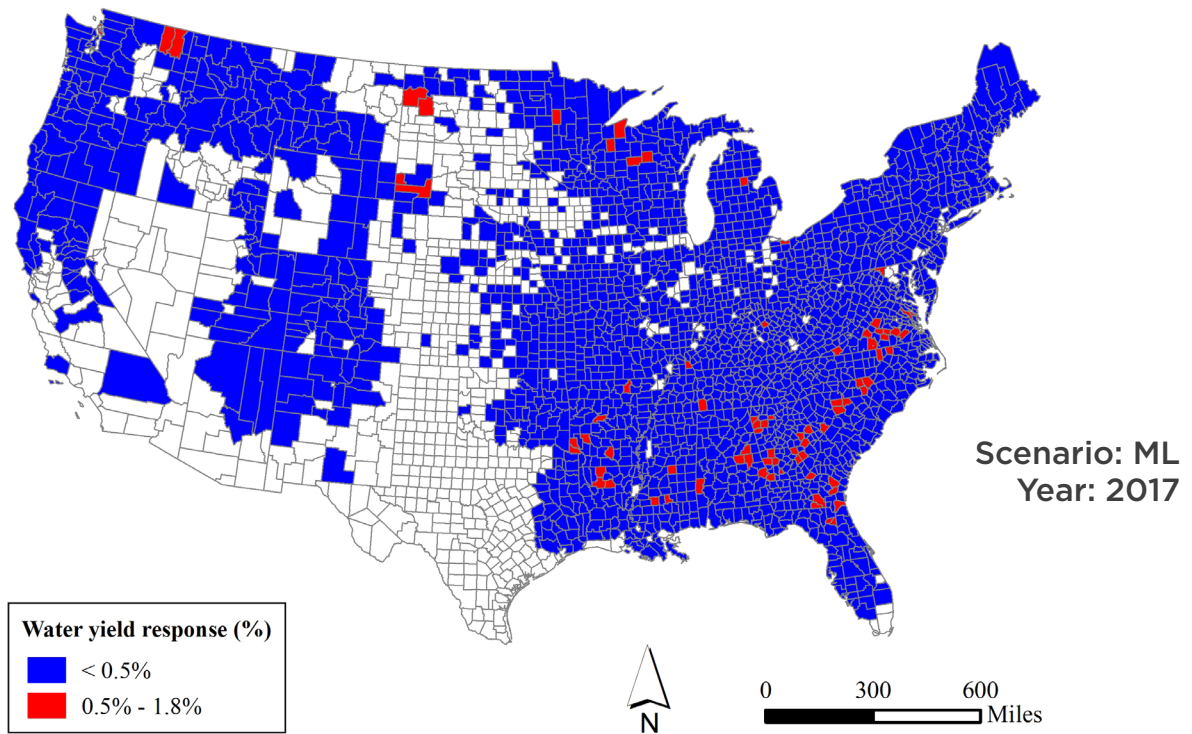 Scenario: ML
Year: 2017
Water yield response (%)
< 0.5%
0.5% - 1.8%
N
0 300 600
Miles